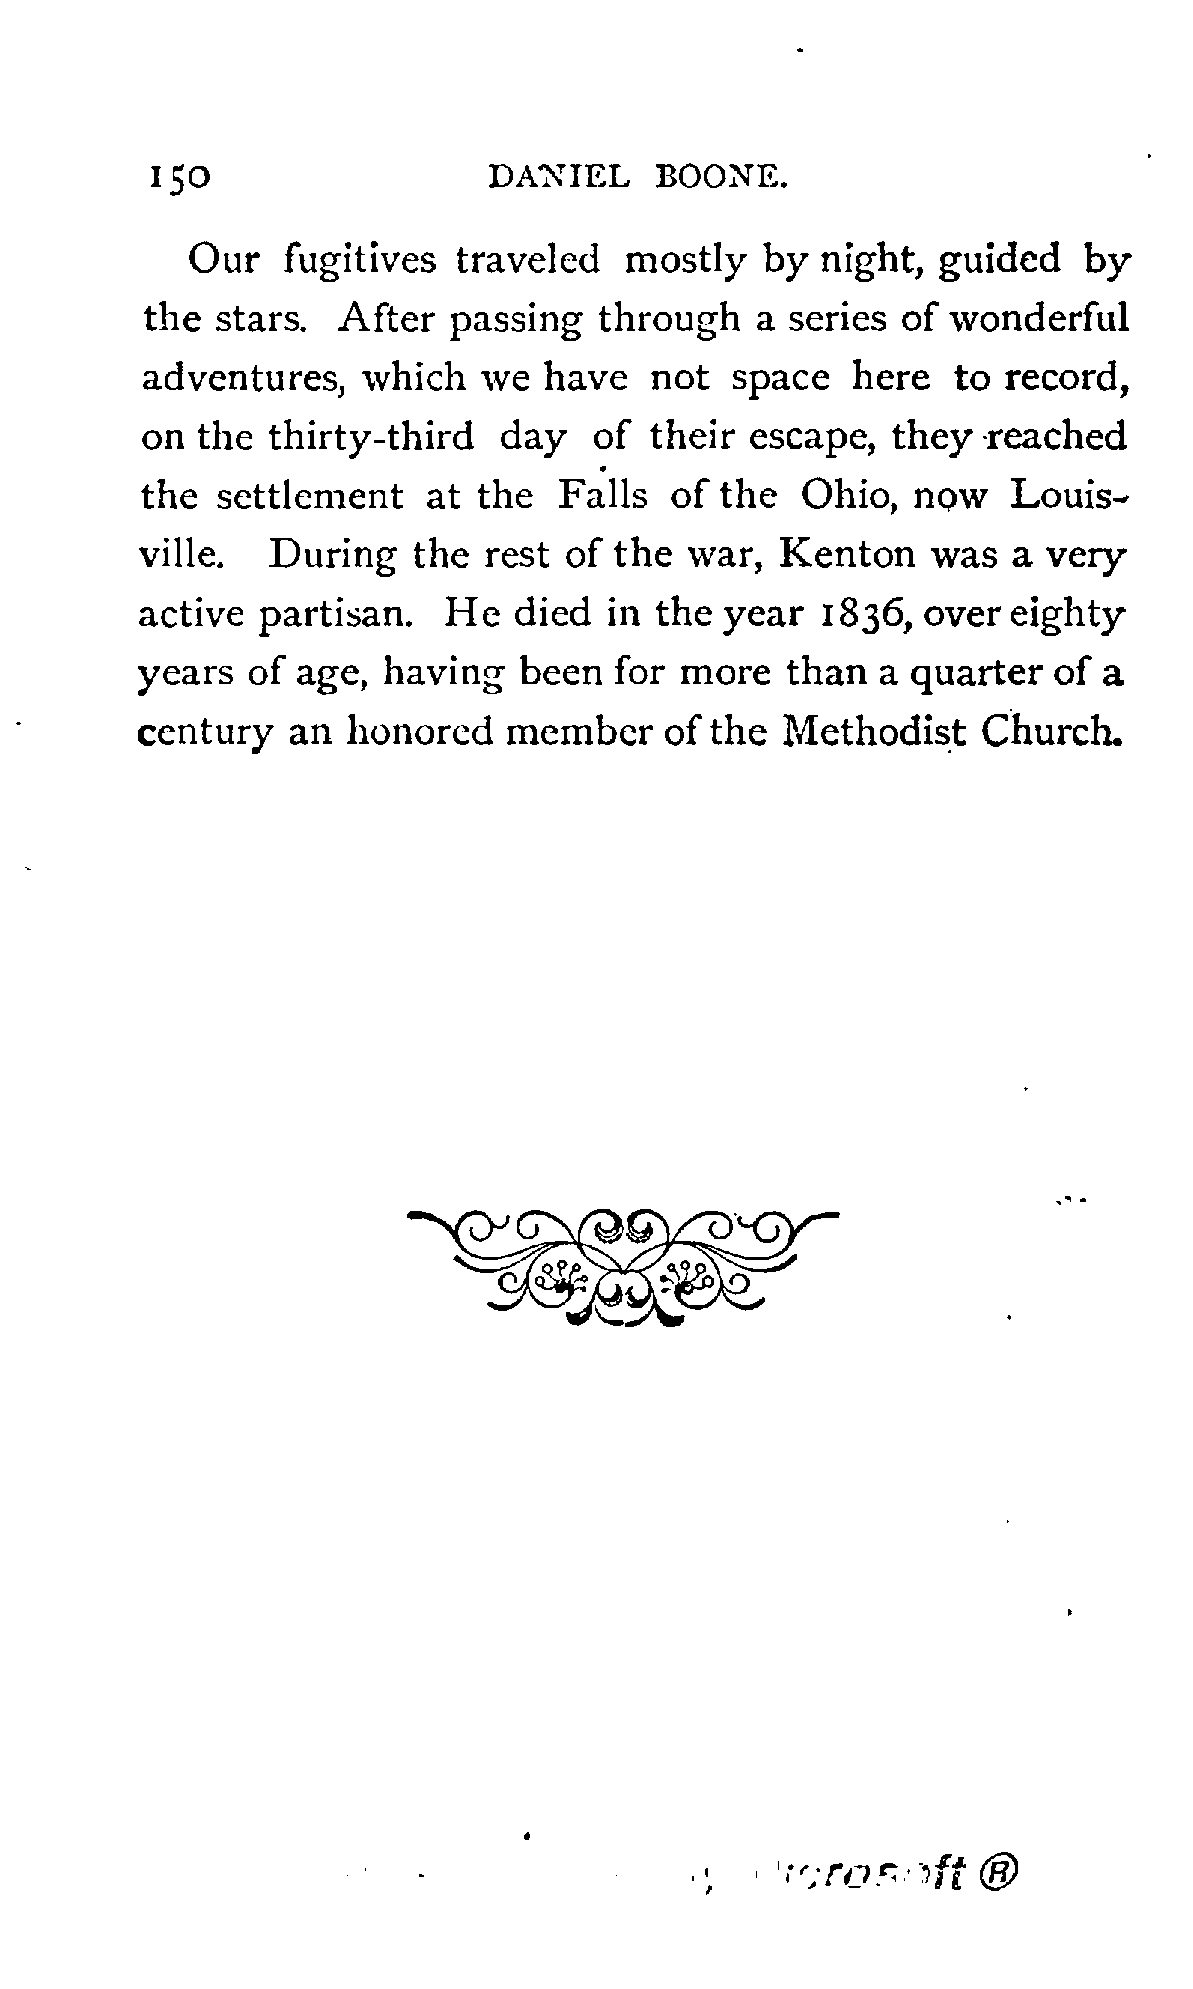 150 DANIEL BOONE.
Our fugitives traveled mostly by night, guided by
the stars. After passing through a series of wonderful
adventures, which we have not space here to record,
on the thirty-third day of their escape, they reached
the settlement at the Falls of the Ohio, now Louis-
ville. During the rest of the war, Kenton was a very
active partisan. He died in the year 1836, over eighty
years of age, having been for more than a quarter of a
century an honored member of the Methodist Church.
®